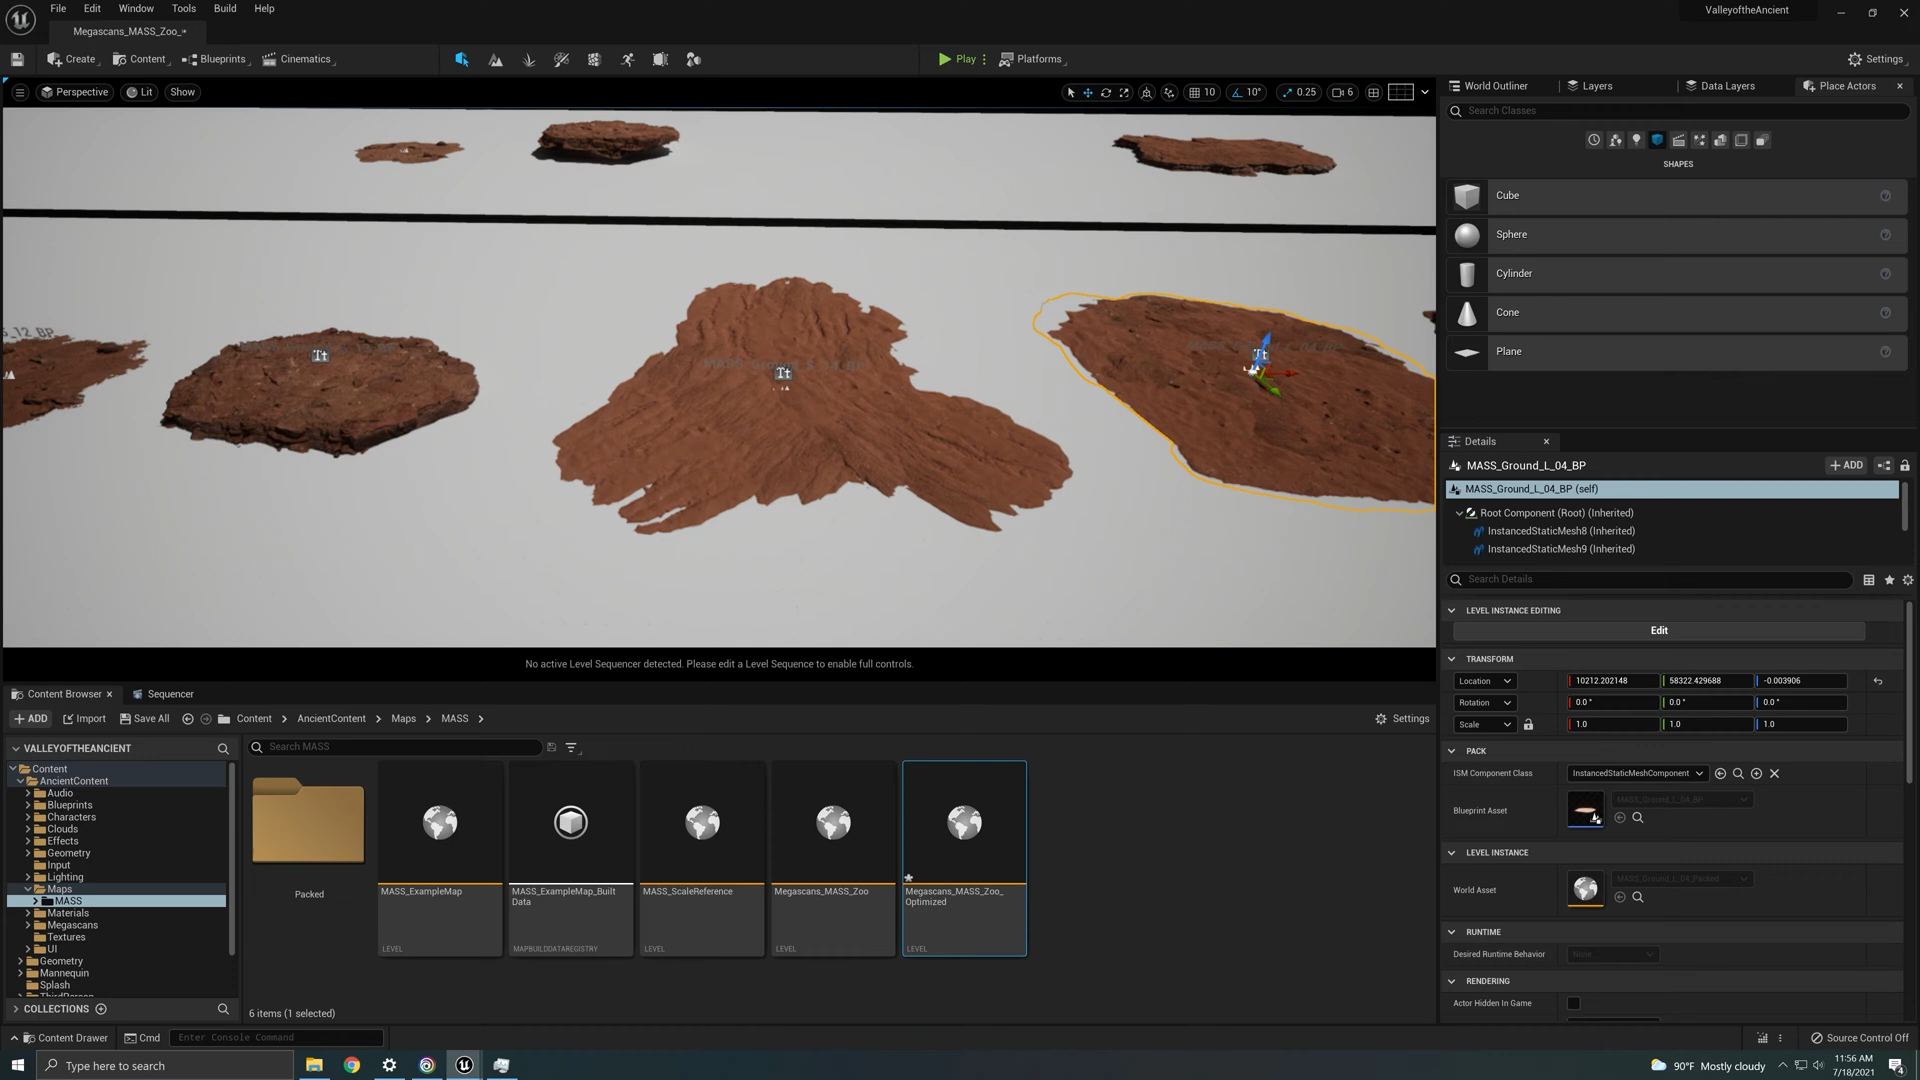 File Edit Window Tools Build Help
ValleyoftheAncient
Megascans_MASS_Zoo_*
Create Content Blueprints Cinematics Play Platforms Settings
Perspective Lit Show
10 10° 0.25 6
MASS_Ground_L_04_BP
No active Level Sequencer detected. Please edit a Level Sequence to enable full controls.
World Outliner Layers Data Layers Place Actors
Search Classes
SHAPES
Cube
Sphere
Cylinder
Cone
Plane
Details
MASS_Ground_L_04_BP
+ ADD
MASS_Ground_L_04_BP (self)
Root Component (Root) (Inherited)
InstancedStaticMesh8 (Inherited)
InstancedStaticMesh9 (Inherited)
Search Details
LEVEL INSTANCE EDITING
Edit
TRANSFORM
Location 10212.202148 58322.429688 -0.003906
Rotation 0.0 ° 0.0 ° 0.0 °
Scale 1.0 1.0 1.0
PACK
ISM Component Class InstancedStaticMeshComponent
MASS_Ground_L_04_BP
Blueprint Asset
LEVEL INSTANCE
MASS_Ground_L_04_Packed
World Asset
RUNTIME
Desired Runtime Behavior None
RENDERING
Actor Hidden In Game
Content Browser Sequencer
+ ADD Import Save All Content AncientContent Maps MASS Settings
VALLEYOFTHEANCIENT
Content
AncientContent
Audio
Blueprints
Characters
Clouds
Effects
Geometry
Input
Lighting
Maps
MASS
Materials
Megascans
Textures
UI
Geometry
Mannequin
Splash
COLLECTIONS
Search MASS
Packed
MASS_ExampleMap
LEVEL
MASS_ExampleMap_Built
Data
MAPBUILDDATAREGISTRY
MASS_ScaleReference
LEVEL
Megascans_MASS_Zoo
LEVEL
Megascans_MASS_Zoo_
Optimized
LEVEL
6 items (1 selected)
Content Drawer Cmd Enter Console Command
Source Control Off
Type here to search
90°F Mostly cloudy
11:56 AM
7/18/2021
4